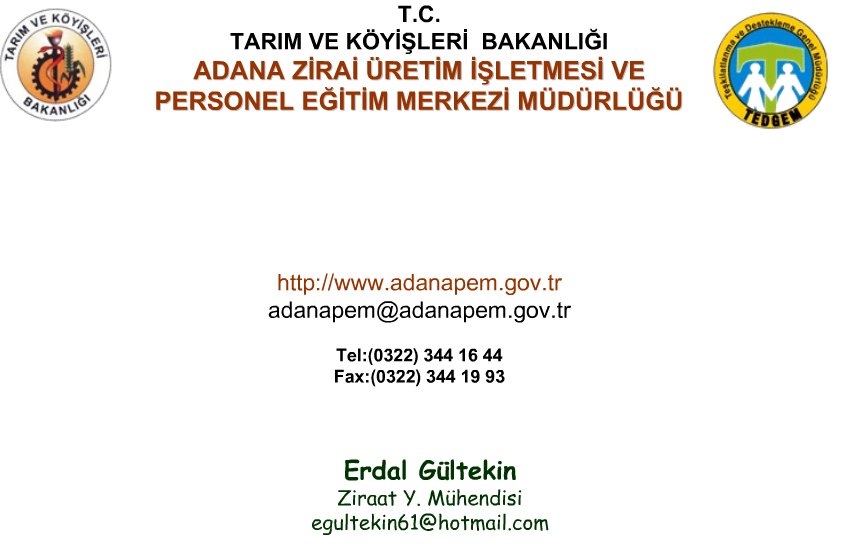 T.C.
TARIM VE KÖYİŞLERİ BAKANLIĞI
ADANA ZİRAİ ÜRETİM İŞLETMESİ VE
PERSONEL EĞİTİM MERKEZİ MÜDÜRLÜĞÜ
TARIM VE KÖYİŞLERİ
BAKANLIĞI
Teşkilatlanma ve Destekleme Genel Müdürlüğü
TEDGEM
http://www.adanapem.gov.tr
adanapem@adanapem.gov.tr
Tel:(0322) 344 16 44
Fax:(0322) 344 19 93
Erdal Gültekin
Ziraat Y. Mühendisi
egultekin61@hotmail.com